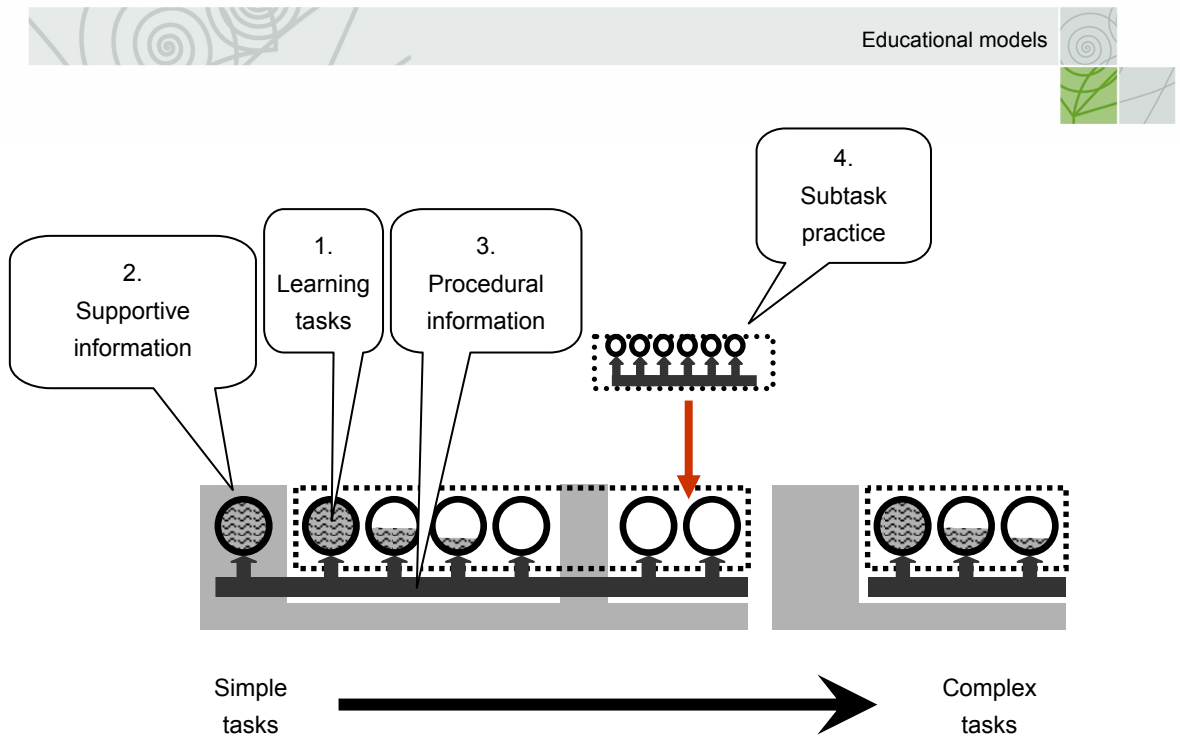 Educational models
4.
Subtask
practice
1.
Learning
tasks
3.
Procedural
information
2.
Supportive
information
Simple
tasks
Complex
tasks